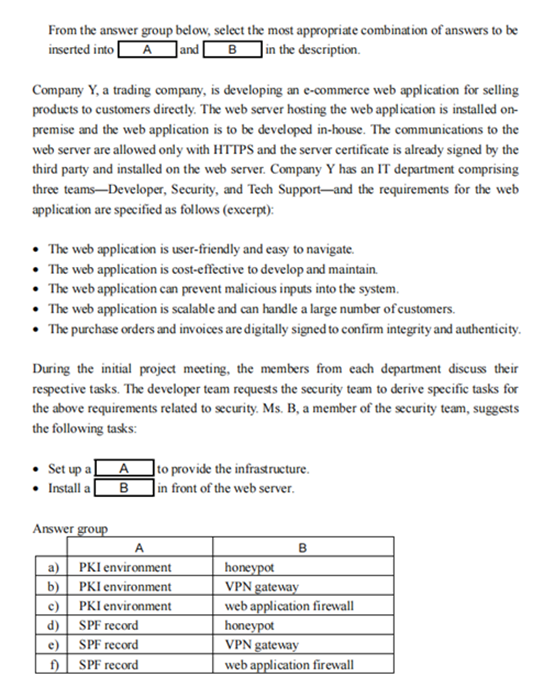 From the answer group below, select the most appropriate combination of answers to be
inserted into A and B in the description.
Company Y, a trading company, is developing an e-commerce web application for selling
products to customers directly. The web server hosting the web application is installed on-
premise and the web application is to be developed in-house. The communications to the
web server are allowed only with HTTPS and the server certificate is already signed by the
third party and installed on the web server. Company Y has an IT department comprising
three teams—Developer, Security, and Tech Support—and the requirements for the web
application are specified as follows (excerpt):
• The web application is user-friendly and easy to navigate.
• The web application is cost-effective to develop and maintain.
• The web application can prevent malicious inputs into the system.
• The web application is scalable and can handle a large number of customers.
• The purchase orders and invoices are digitally signed to confirm integrity and authenticity.
During the initial project meeting, the members from each department discuss their
respective tasks. The developer team requests the security team to derive specific tasks for
the above requirements related to security. Ms. B, a member of the security team, suggests
the following tasks:
• Set up a A to provide the infrastructure.
• Install a B in front of the web server.
Answer group
A B
a) PKI environment honeypot
b) PKI environment VPN gateway
c) PKI environment web application firewall
d) SPF record honeypot
e) SPF record VPN gateway
f) SPF record web application firewall